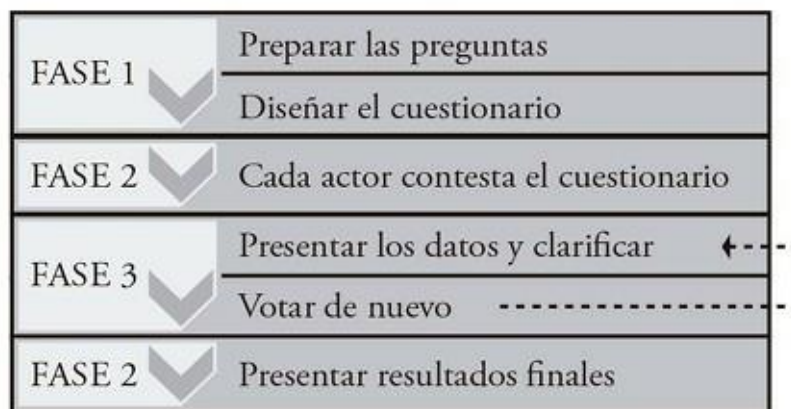 FASE 1
Preparar las preguntas
Diseñar el cuestionario
FASE 2
Cada actor contesta el cuestionario
FASE 3
Presentar los datos y clarificar
Votar de nuevo
FASE 2
Presentar resultados finales